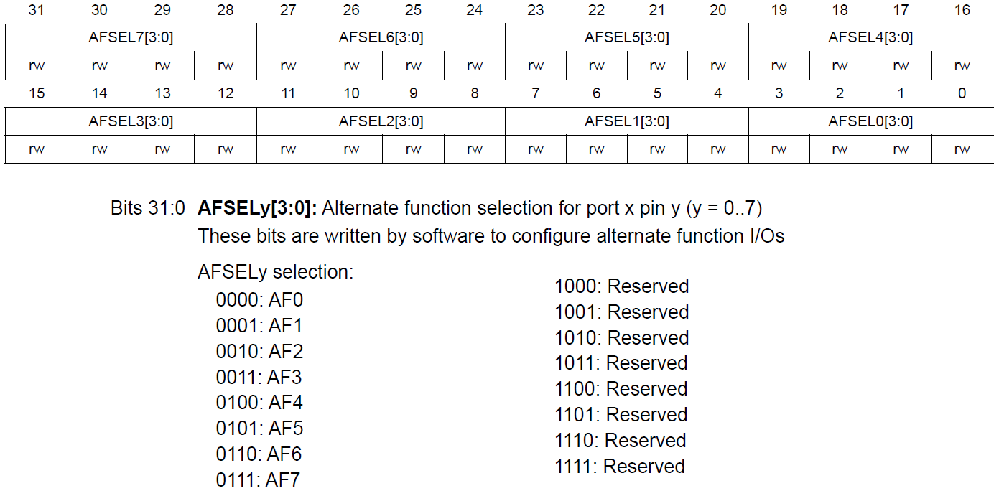 31 30 29 28 27 26 25 24 23 22 21 20 19 18 17 16
AFSEL7[3:0] AFSEL6[3:0] AFSEL5[3:0] AFSEL4[3:0]
rw rw rw rw rw rw rw rw rw rw rw rw rw rw rw rw
15 14 13 12 11 10 9 8 7 6 5 4 3 2 1 0
AFSEL3[3:0] AFSEL2[3:0] AFSEL1[3:0] AFSEL0[3:0]
rw rw rw rw rw rw rw rw rw rw rw rw rw rw rw rw
Bits 31:0 AFSELy[3:0]: Alternate function selection for port x pin y (y = 0..7)
These bits are written by software to configure alternate function I/Os
AFSELy selection:
0000: AF0
0001: AF1
0010: AF2
0011: AF3
0100: AF4
0101: AF5
0110: AF6
0111: AF7
1000: Reserved
1001: Reserved
1010: Reserved
1011: Reserved
1100: Reserved
1101: Reserved
1110: Reserved
1111: Reserved